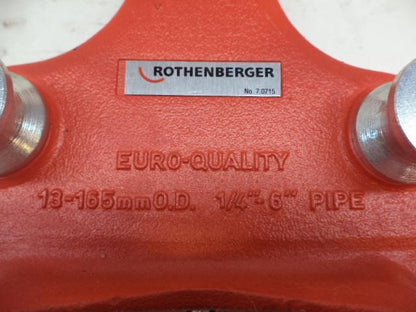 ROTHENBERGER
No. 7.0715
EURO-QUALITY
13-165mm O.D. 1/4"-6" PIPE